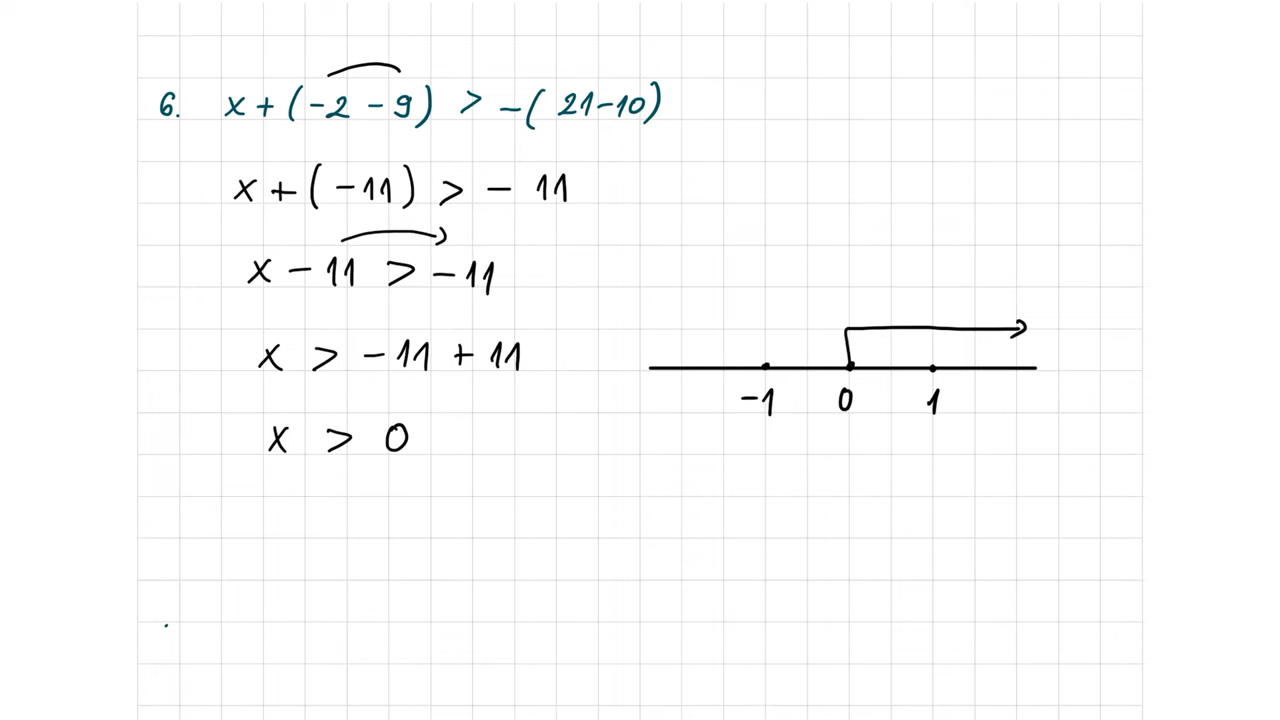 6. x + (-2 - 9) > -( 21-10)
x + ( -11 ) > - 11
x - 11 > -11
x > -11 + 11
x > 0
-1 0 1